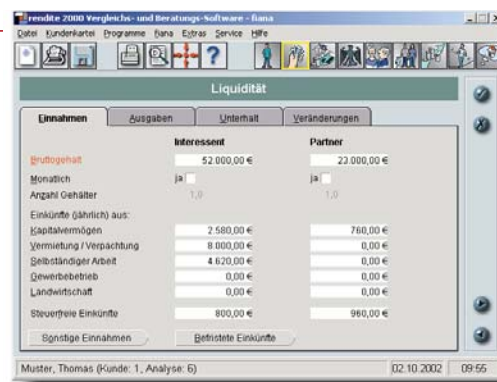 rendite 2000 Vergleichs- und Beratungs-Software - fiana
Datei Kundenkartei Programme fiana Extras Service Hilfe
Liquidität
Einnahmen Ausgaben Unterhalt Veränderungen
Interessent Partner
Bruttogehalt 52.000,00 € 23.000,00 €
Monatlich ja ja
Anzahl Gehälter 1,0 1,0
Einkünfte (jährlich) aus:
Kapitalvermögen 2.580,00 € 760,00 €
Vermietung / Verpachtung 8.000,00 € 0,00 €
Selbständiger Arbeit 4.620,00 € 0,00 €
Gewerbebetrieb 0,00 € 0,00 €
Landwirtschaft 0,00 € 0,00 €
Steuerfreie Einkünfte 800,00 € 960,00 €
Sonstige Einnahmen Befristete Einkünfte
Muster, Thomas (Kunde: 1, Analyse: 6) 02.10.2002 09:55